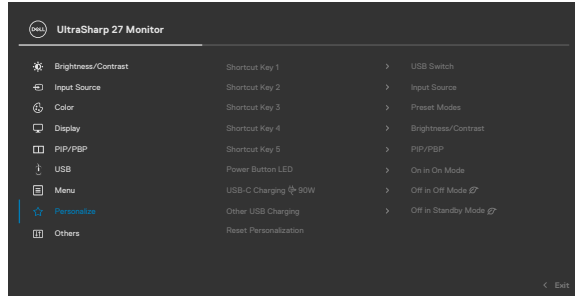 DELL UltraSharp 27 Monitor
Brightness/Contrast Shortcut Key 1 > USB Switch
Input Source Shortcut Key 2 > Input Source
Color Shortcut Key 3 > Preset Modes
Display Shortcut Key 4 > Brightness/Contrast
PIP/PBP Shortcut Key 5 > PIP/PBP
USB Power Button LED > On in On Mode
Menu USB-C Charging 90W > Off in Off Mode
Personalize Other USB Charging > Off in Standby Mode
Others Reset Personalization
< Exit